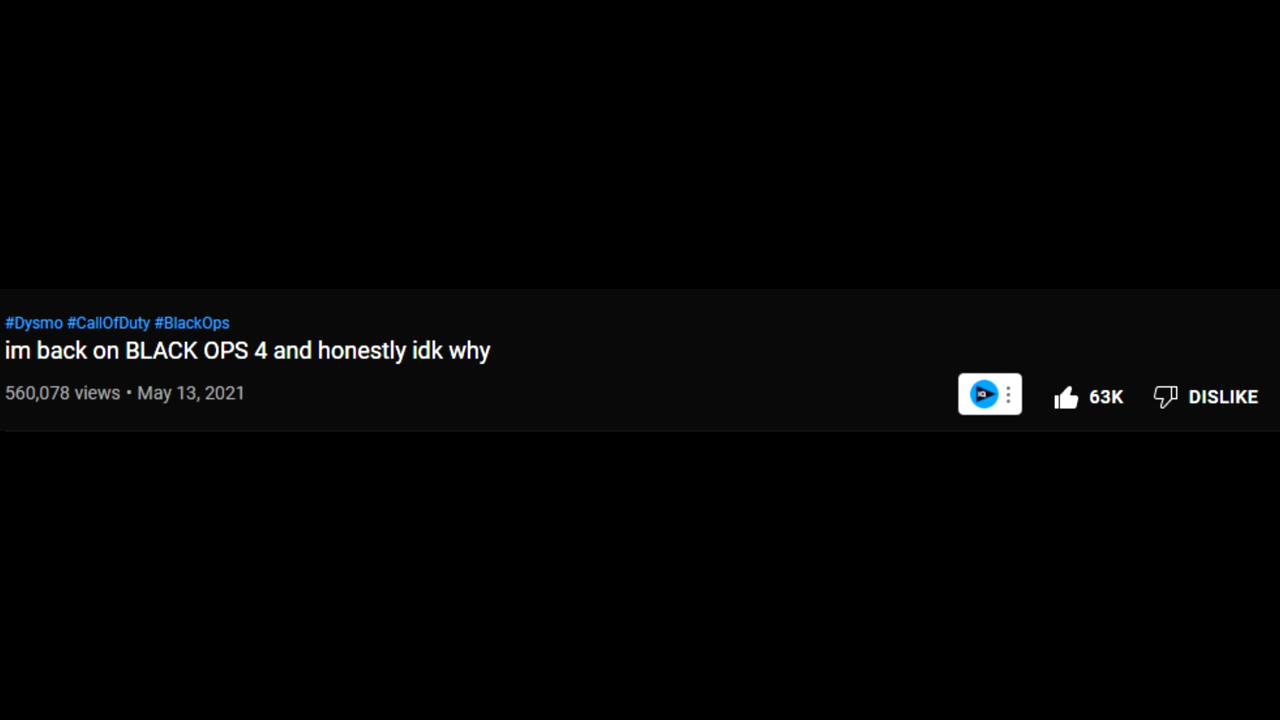 #Dysmo #CallOfDuty #BlackOps
im back on BLACK OPS 4 and honestly idk why
560,078 views • May 13, 2021
IQ
63K
DISLIKE